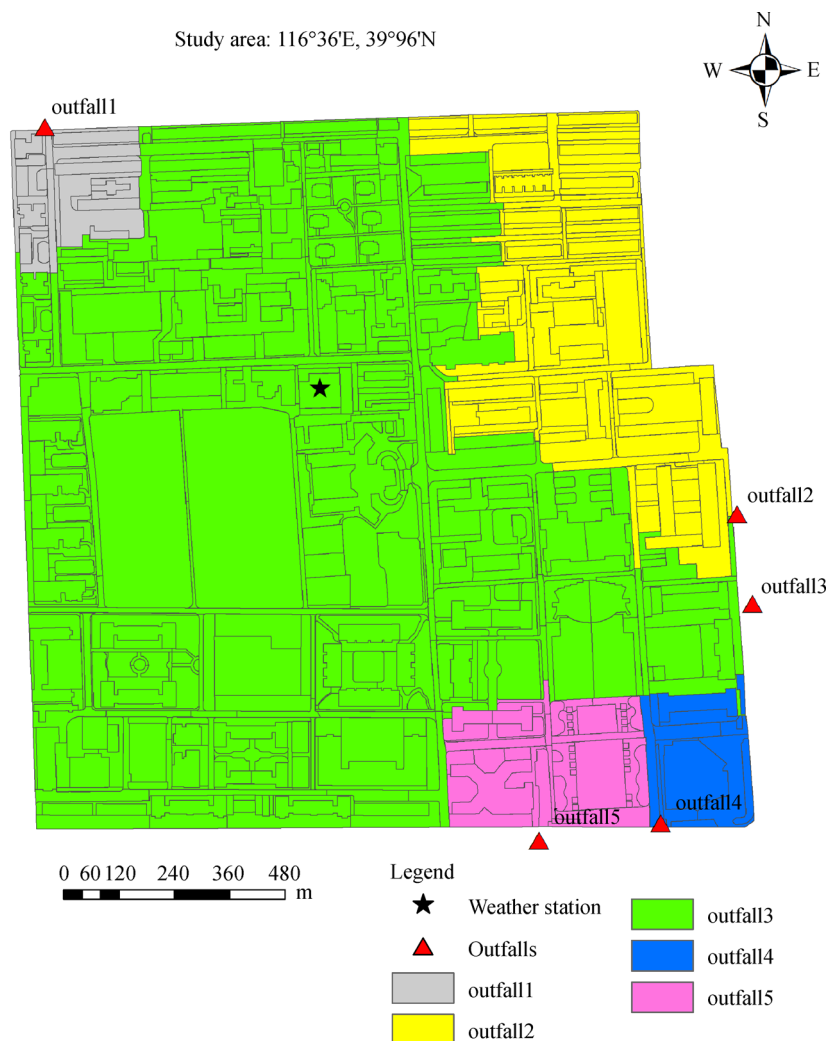 Study area: 116°36'E, 39°96'N
N
W E
S
outfall1
outfall2
outfall3
outfall4
outfall5
0 60 120 240 360 480
m
Legend
Weather station
Outfalls
outfall1
outfall2
outfall3
outfall4
outfall5